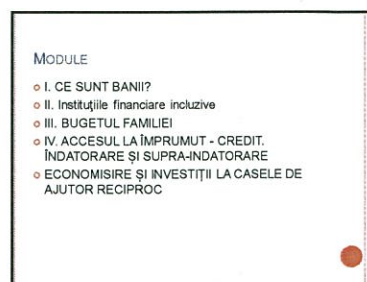 MODULE
I. CE SUNT BANII?
II. Instituțiile financiare incluzive
III. BUGETUL FAMILIEI
IV. ACCESUL LA ÎMPRUMUT - CREDIT.
ÎNDATORARE ȘI SUPRA-INDATORARE
ECONOMISIRE ȘI INVESTIȚII LA CASELE DE
AJUTOR RECIPROC